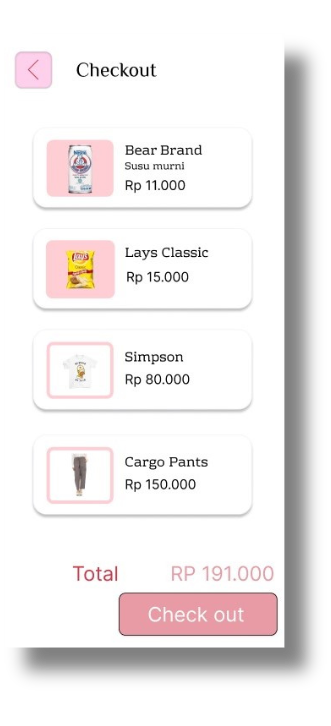 Checkout
Bear Brand
Susu murni
Rp 11.000
Lays Classic
Rp 15.000
Simpson
Rp 80.000
Cargo Pants
Rp 150.000
Total RP 191.000
Check out